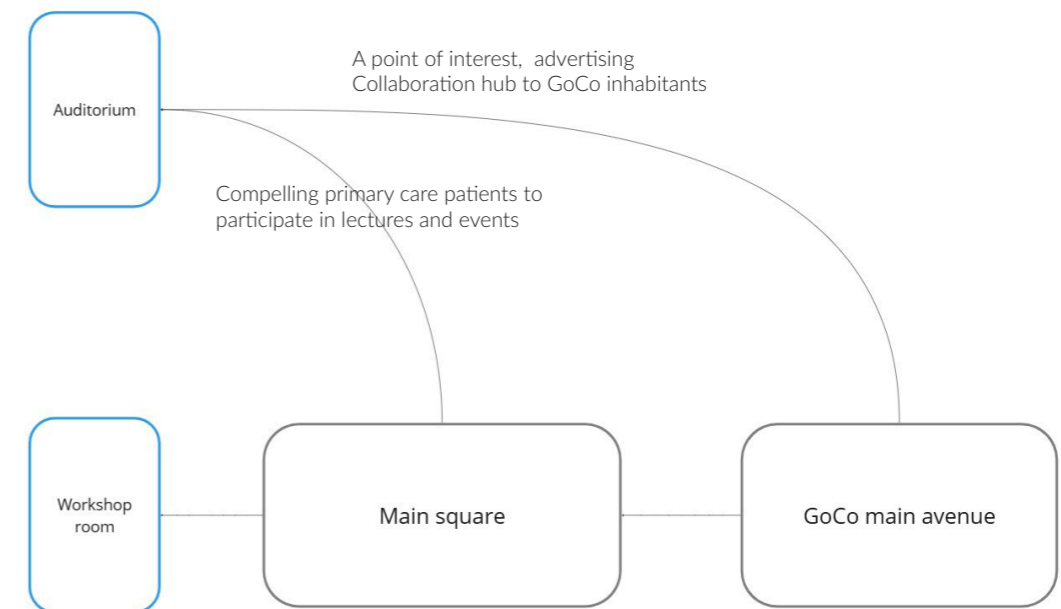 A point of interest, advertising
Collaboration hub to GoCo inhabitants
Auditorium
Compelling primary care patients to
participate in lectures and events
Workshop
room
Main square
GoCo main avenue